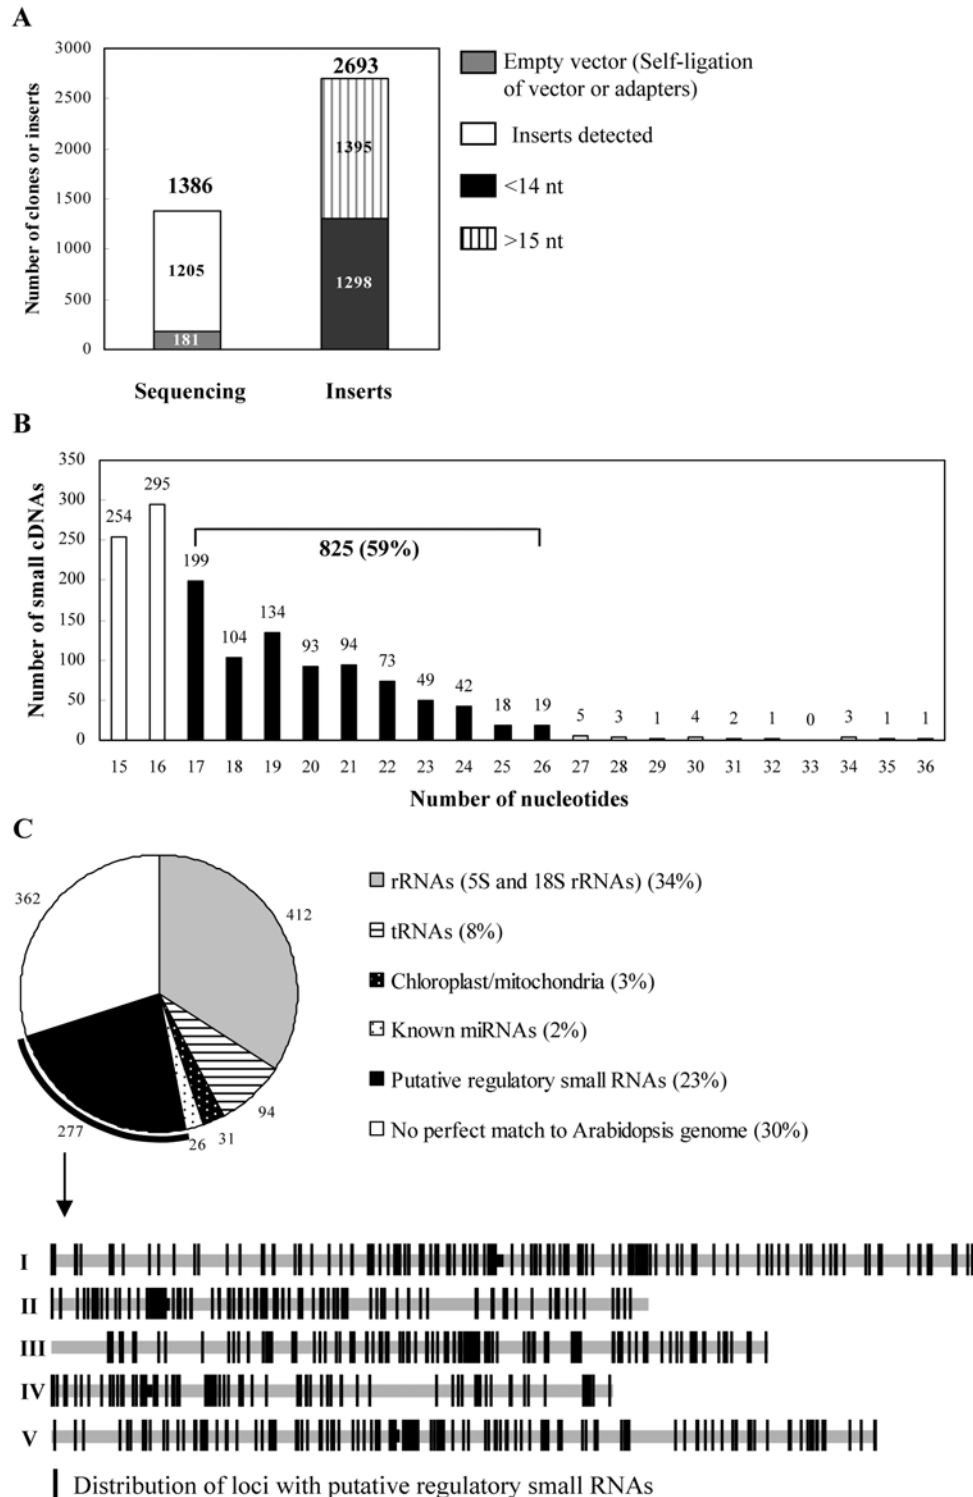 A
Number of clones or inserts
3000
2500
2000
1500
1000
500
0
1386
1205
181
2693
1395
1298
Sequencing
Inserts
Empty vector (Self-ligation
of vector or adapters)
Inserts detected
<14 nt
>15 nt
B
Number of small cDNAs
350
300
250
200
150
100
50
0
254 295 199 104 134 93 94 73 49 42 18 19 5 3 1 4 2 1 0 3 1 1
825 (59%)
15 16 17 18 19 20 21 22 23 24 25 26 27 28 29 30 31 32 33 34 35 36
Number of nucleotides
C
362
412
277
26
31
94
rRNAs (5S and 18S rRNAs) (34%)
tRNAs (8%)
Chloroplast/mitochondria (3%)
Known miRNAs (2%)
Putative regulatory small RNAs (23%)
No perfect match to Arabidopsis genome (30%)
I
II
III
IV
V
Distribution of loci with putative regulatory small RNAs